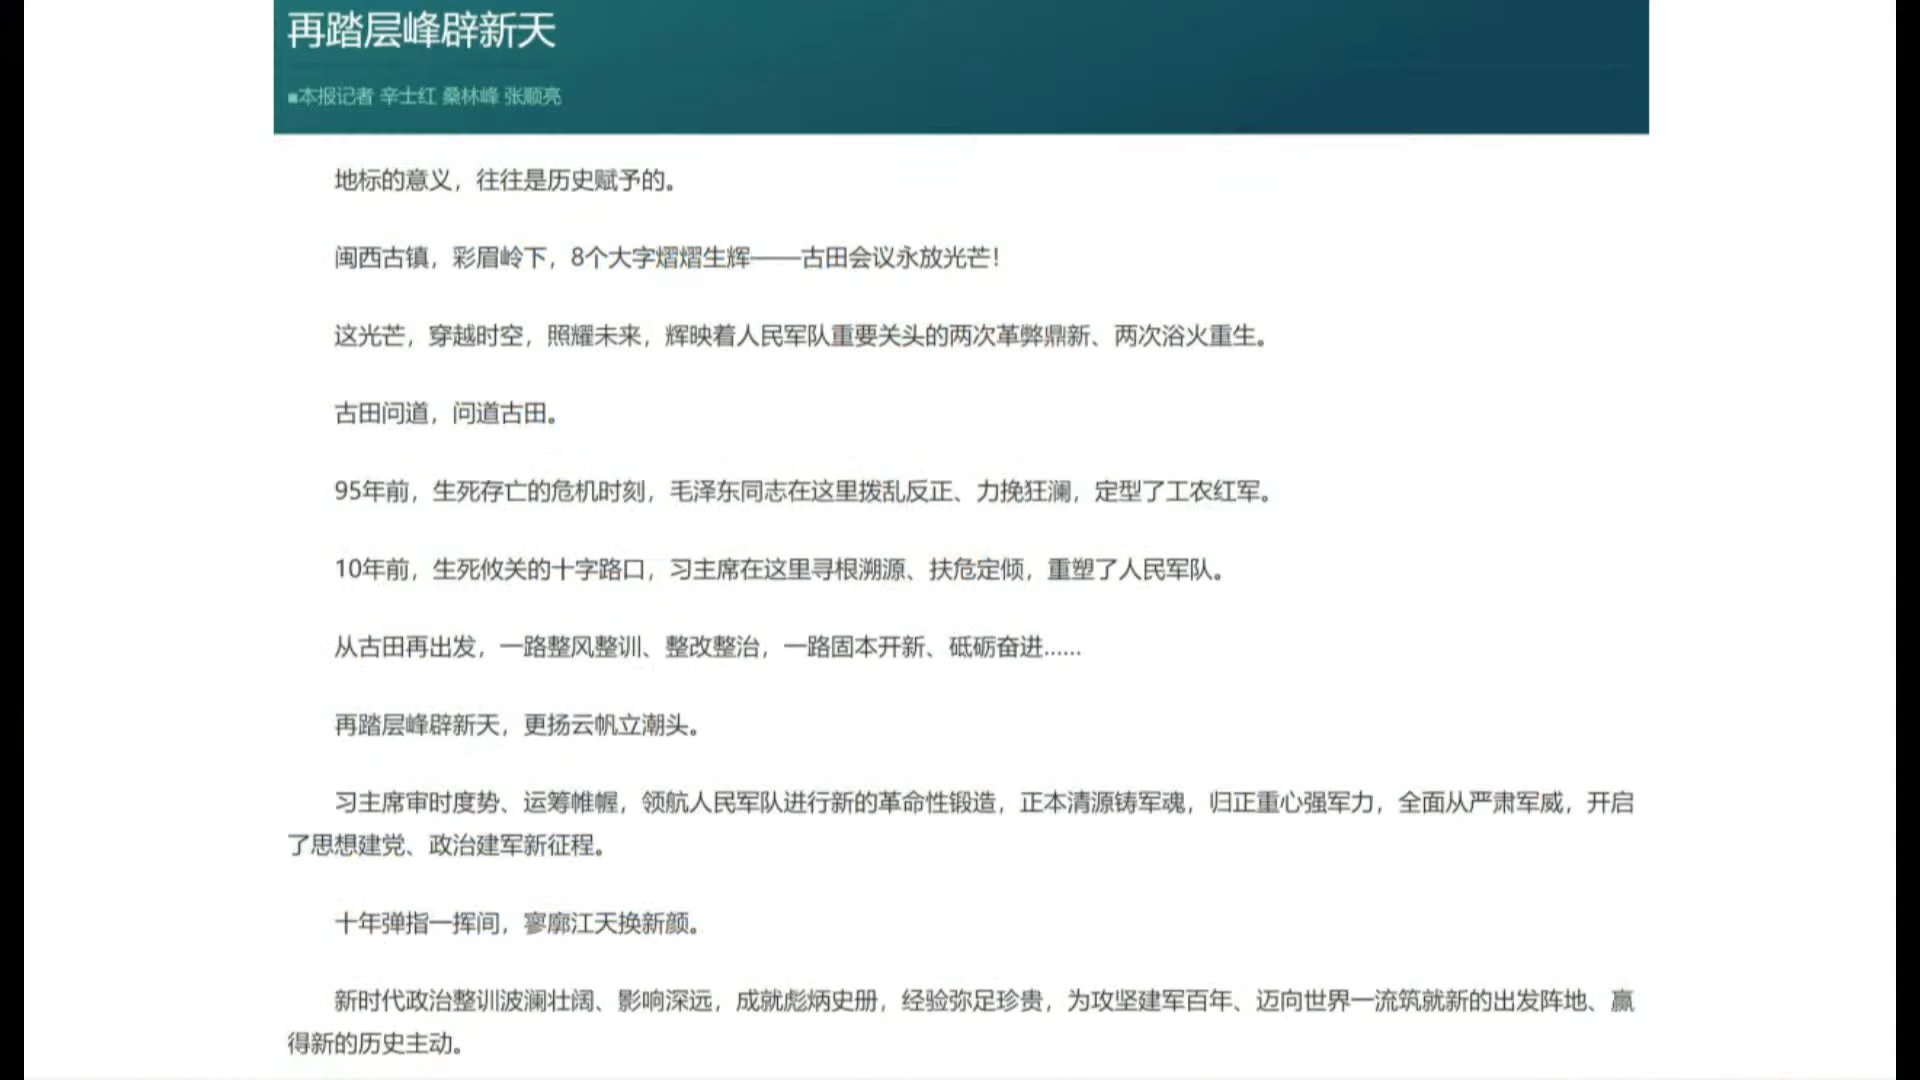 再踏层峰辟新天
■本报记者 辛士红 桑林峰 张顺亮
地标的意义，往往是历史赋予的。
闽西古镇，彩眉岭下，8个大字熠熠生辉——古田会议永放光芒！
这光芒，穿越时空，照耀未来，辉映着人民军队重要关头的两次革弊鼎新、两次浴火重生。
古田问道，问道古田。
95年前，生死存亡的危机时刻，毛泽东同志在这里拨乱反正、力挽狂澜，定型了工农红军。
10年前，生死攸关的十字路口，习主席在这里寻根溯源、扶危定倾，重塑了人民军队。
从古田再出发，一路整风整训、整改整治，一路固本开新、砥砺奋进……
再踏层峰辟新天，更扬云帆立潮头。
习主席审时度势、运筹帷幄，领航人民军队进行新的革命性锻造，正本清源铸军魂，归正重心强军力，全面从严肃军威，开启
了思想建党、政治建军新征程。
十年弹指一挥间，寥廓江天换新颜。
新时代政治整训波澜壮阔、影响深远，成就彪炳史册，经验弥足珍贵，为攻坚建军百年、迈向世界一流筑就新的出发阵地、赢
得新的历史主动。